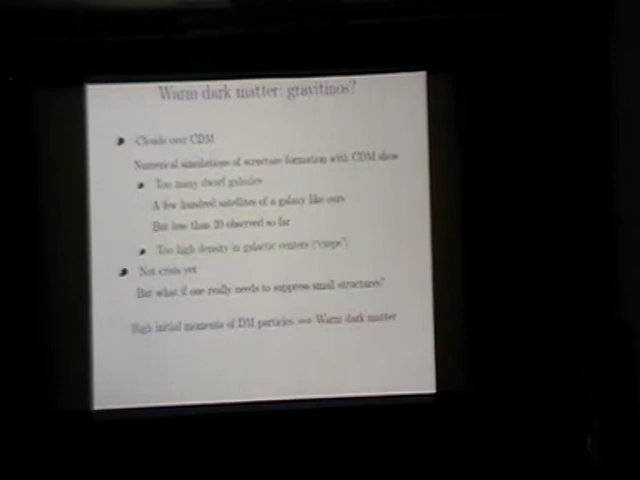 Warm dark matter: gravitinos?
Clouds over CDM
Numerical simulations of structure formation with CDM show
Too many dwarf galaxies
A few hundred satellites of a galaxy like ours
But less than 20 observed so far
Too high density in galactic centers ("cusps")
Not crisis yet
But what if one really needs to suppress small structures?
High initial momenta of DM particles ⟹ Warm dark matter